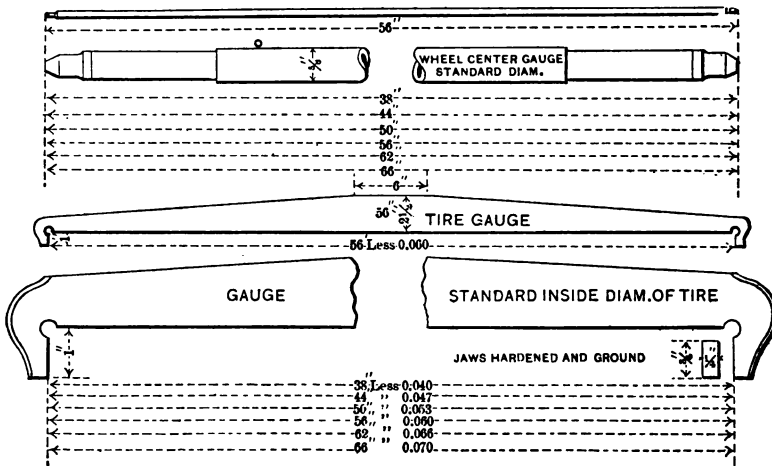 56"
WHEEL CENTER GAUGE
STANDARD DIAM.
38"
44"
50"
56"
62"
66"
6"
56"
TIRE GAUGE
1"
56 Less 0.060
GAUGE
STANDARD INSIDE DIAM. OF TIRE
1"
JAWS HARDENED AND GROUND
38" Less 0.040
44" " 0.047
50" " 0.053
56" " 0.060
62" " 0.066
66" " 0.070